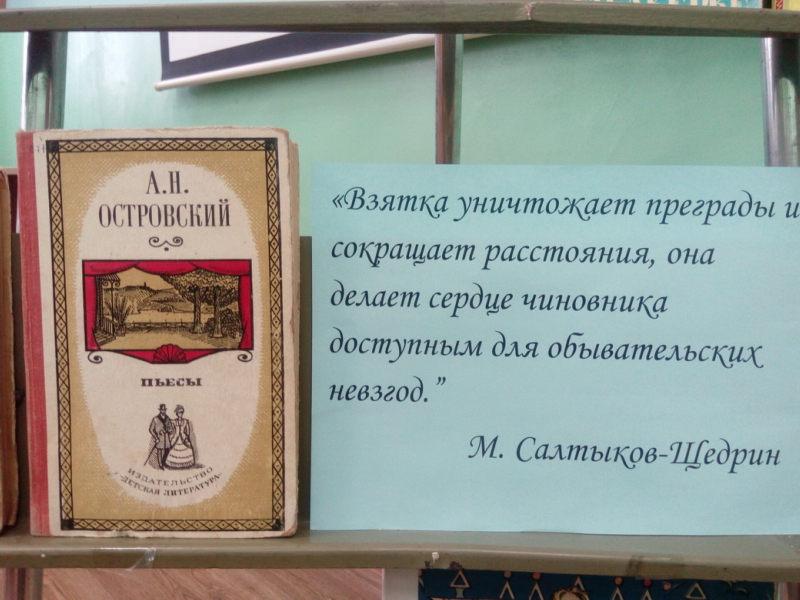 А.Н.
ОСТРОВСКИЙ
ПЬЕСЫ
ИЗДАТЕЛЬСТВО
«ДЕТСКАЯ ЛИТЕРАТУРА»
«Взятка уничтожает преграды и
сокращает расстояния, она
делает сердце чиновника
доступным для обывательских
невзгод.”
М. Салтыков-Щедрин